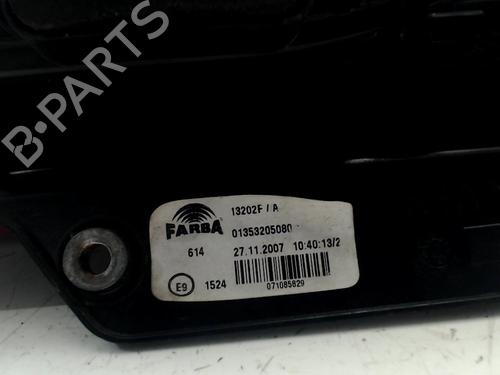 B-PARTS
FARBA
13202F / A
01353205080
614
27.11.2007 10:40:13/2
E9
1524
071085829